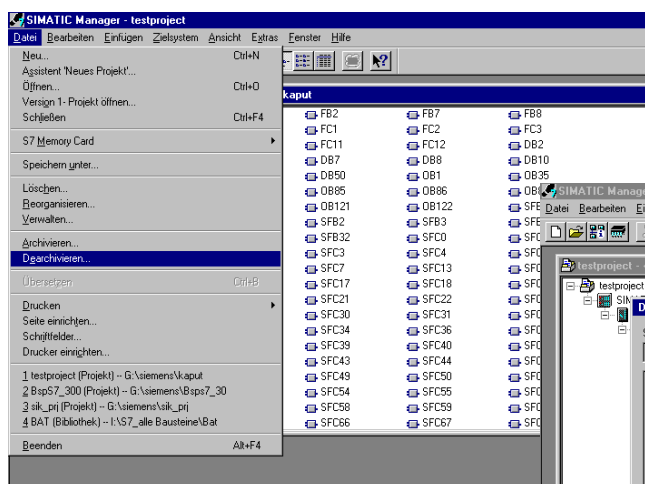 SIMATIC Manager - testproject
Datei Bearbeiten Einfügen Zielsystem Ansicht Extras Fenster Hilfe
Neu... Ctrl+N
Assistent 'Neues Projekt'...
Öffnen... Ctrl+O
Version 1- Projekt öffnen...
Schließen Ctrl+F4
S7 Memory Card
Speichern unter...
Löschen...
Reorganisieren...
Verwalten...
Archivieren...
Dearchivieren...
Übersetzen Ctrl+B
Drucken
Seite einrichten...
Schriftfelder...
Drucker einrichten...
1 testproject (Projekt) -- G:\siemens\kaput
2 BspS7_300 (Projekt) -- G:\siemens\Bsps7_30
3 sik_prj (Projekt) -- G:\siemens\sik_prj
4 BAT (Bibliothek) -- I:\S7_alle Bausteine\Bat
Beenden Alt+F4
kaput
FB2 FB7 FB8
FC1 FC2 FC3
FC11 FC12 DB2
DB7 DB8 DB10
DB50 OB1 OB35
OB85 OB86
OB121 OB122
SFB2 SFB3
SFB32 SFC0
SFC3 SFC4
SFC7 SFC13
SFC17 SFC18
SFC21 SFC22
SFC30 SFC31
SFC34 SFC36
SFC39 SFC40
SFC43 SFC44
SFC49 SFC50
SFC54 SFC55
SFC58 SFC59
SFC66 SFC67
SIMATIC Manage
Datei Bearbeiten Ei
testproject -
testproject
SIM
D